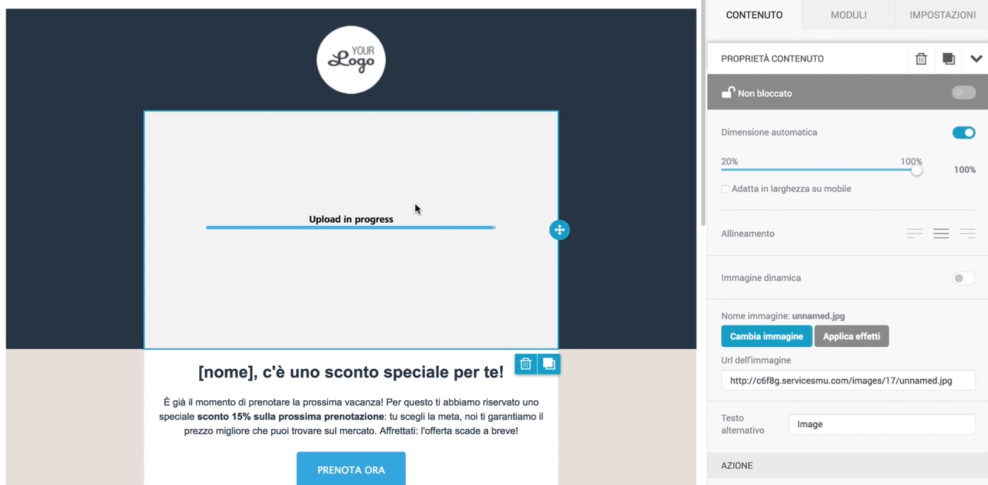 CONTENUTO MODULI IMPOSTAZIONI
YOUR
Logo
PROPRIETÀ CONTENUTO
Non bloccato
Dimensione automatica
20% 100%
100%
Adatta in larghezza su mobile
Upload in progress
Allineamento
Immagine dinamica
Nome immagine: unnamed.jpg
Cambia immagine Applica effetti
Url dell'immagine
http://c6f8g.servicesmu.com/images/17/unnamed.jpg
Testo
alternativo
Image
AZIONE
[nome], c'è uno sconto speciale per te!
È già il momento di prenotare la prossima vacanza! Per questo ti abbiamo riservato uno
speciale sconto 15% sulla prossima prenotazione: tu scegli la meta, noi ti garantiamo il
prezzo migliore che puoi trovare sul mercato. Affrettati: l'offerta scade a breve!
PRENOTA ORA